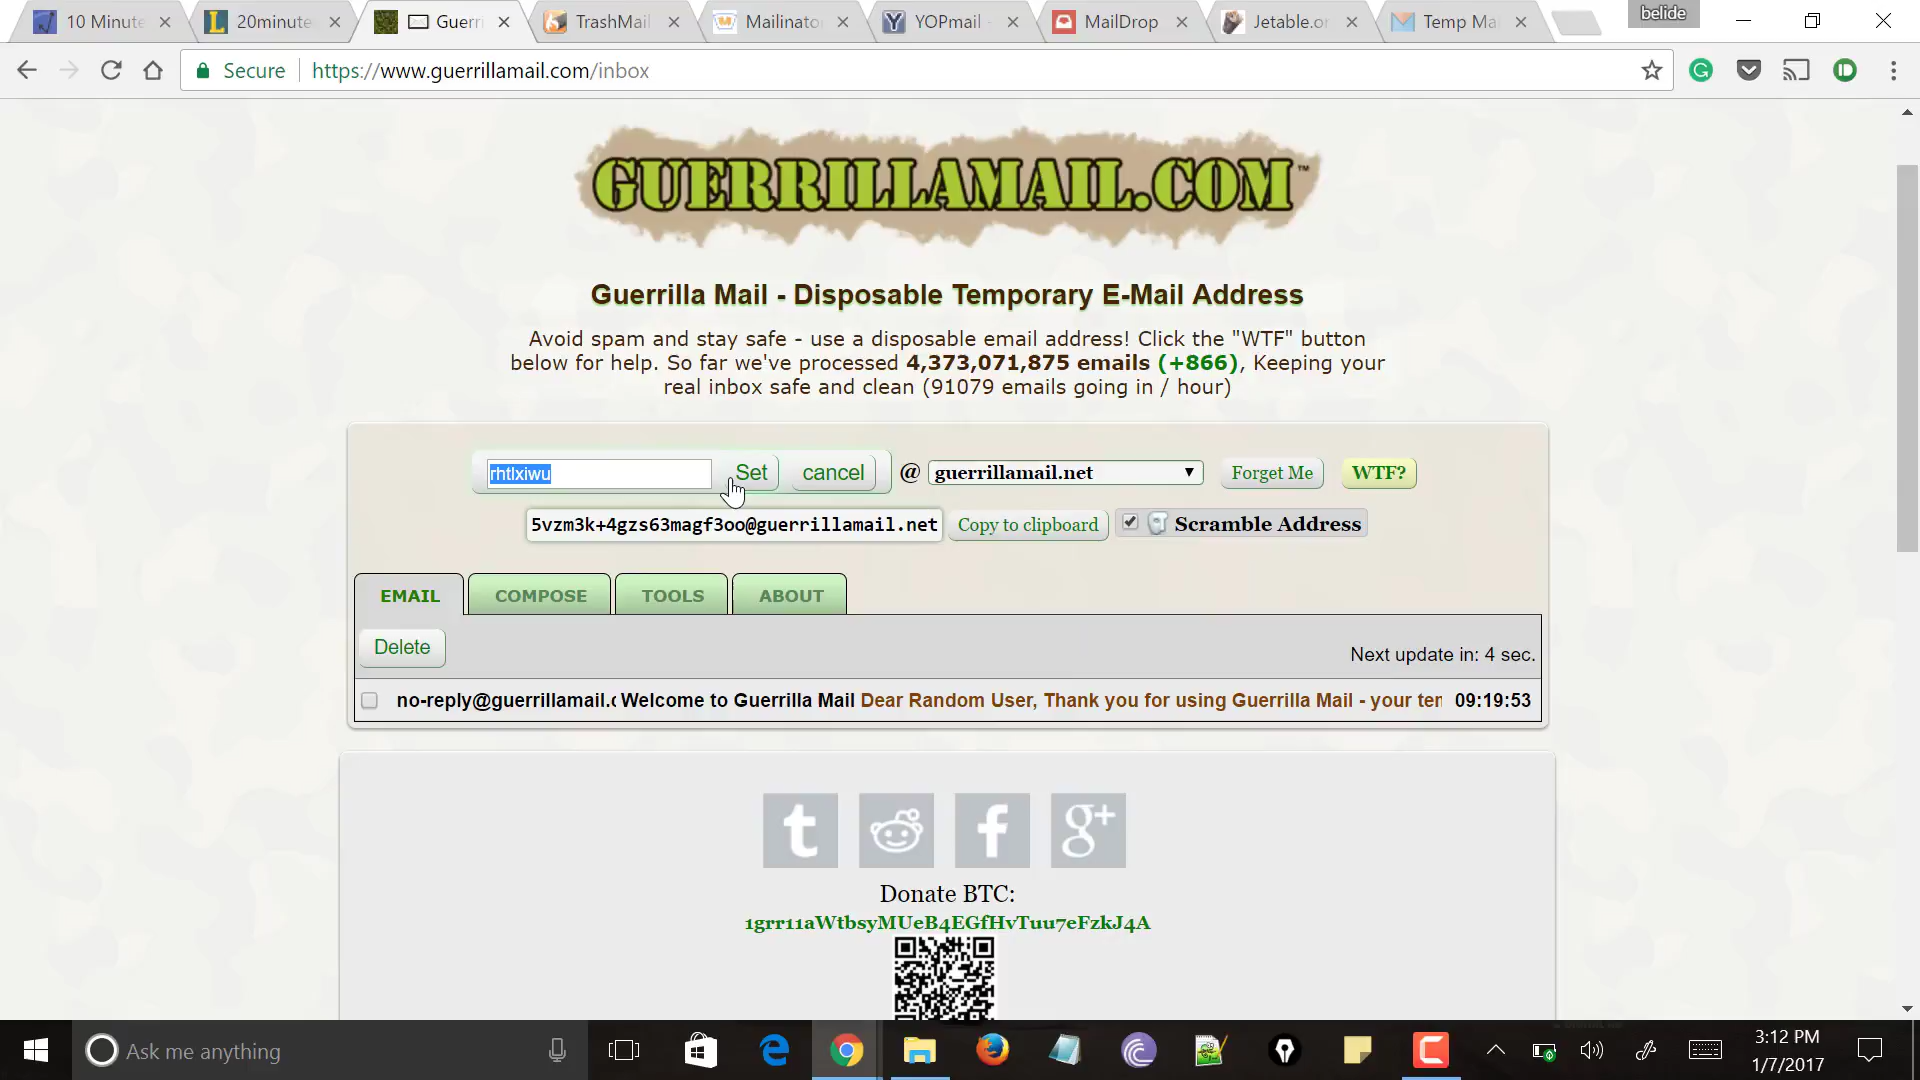 10 Minute
20minute
Guerri
TrashMail
Mailinato
YOPmail -
MailDrop
Jetable.or
Temp Ma
belide
Secure
https://www.guerrillamail.com/inbox
GUERRILLAMAIL.COM™
Guerrilla Mail - Disposable Temporary E-Mail Address
Avoid spam and stay safe - use a disposable email address! Click the "WTF" button
below for help. So far we've processed 4,373,071,875 emails (+866), Keeping your
real inbox safe and clean (91079 emails going in / hour)
rhtlxiwu Set cancel @ guerrillamail.net Forget Me WTF?
5vzm3k+4gzs63magf3oo@guerrillamail.net Copy to clipboard Scramble Address
EMAIL COMPOSE TOOLS ABOUT
Delete
Next update in: 4 sec.
no-reply@guerrillamail.c Welcome to Guerrilla Mail Dear Random User, Thank you for using Guerrilla Mail - your ten 09:19:53
Donate BTC:
1grr11aWtbsyMUeB4EGfHvTuu7eFzkJ4A
Ask me anything
3:12 PM
1/7/2017